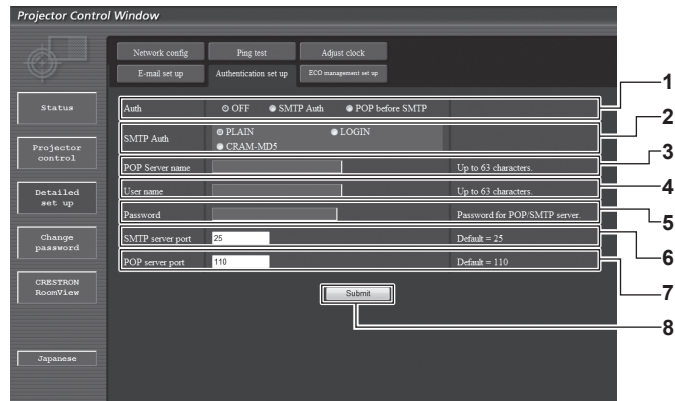 Projector Control Window
Network config Ping test Adjust clock
E-mail set up Authentication set up ECO management set up
Status
Projector control
Detailed set up
Change password
CRESTRON RoomView
Japanese
Auth OFF SMTP Auth POP before SMTP 1
SMTP Auth PLAIN LOGIN CRAM-MD5 2
POP Server name Up to 63 characters. 3
User name Up to 63 characters. 4
Password Password for POP/SMTP server. 5
SMTP server port 25 Default = 25 6
POP server port 110 Default = 110 7
Submit 8